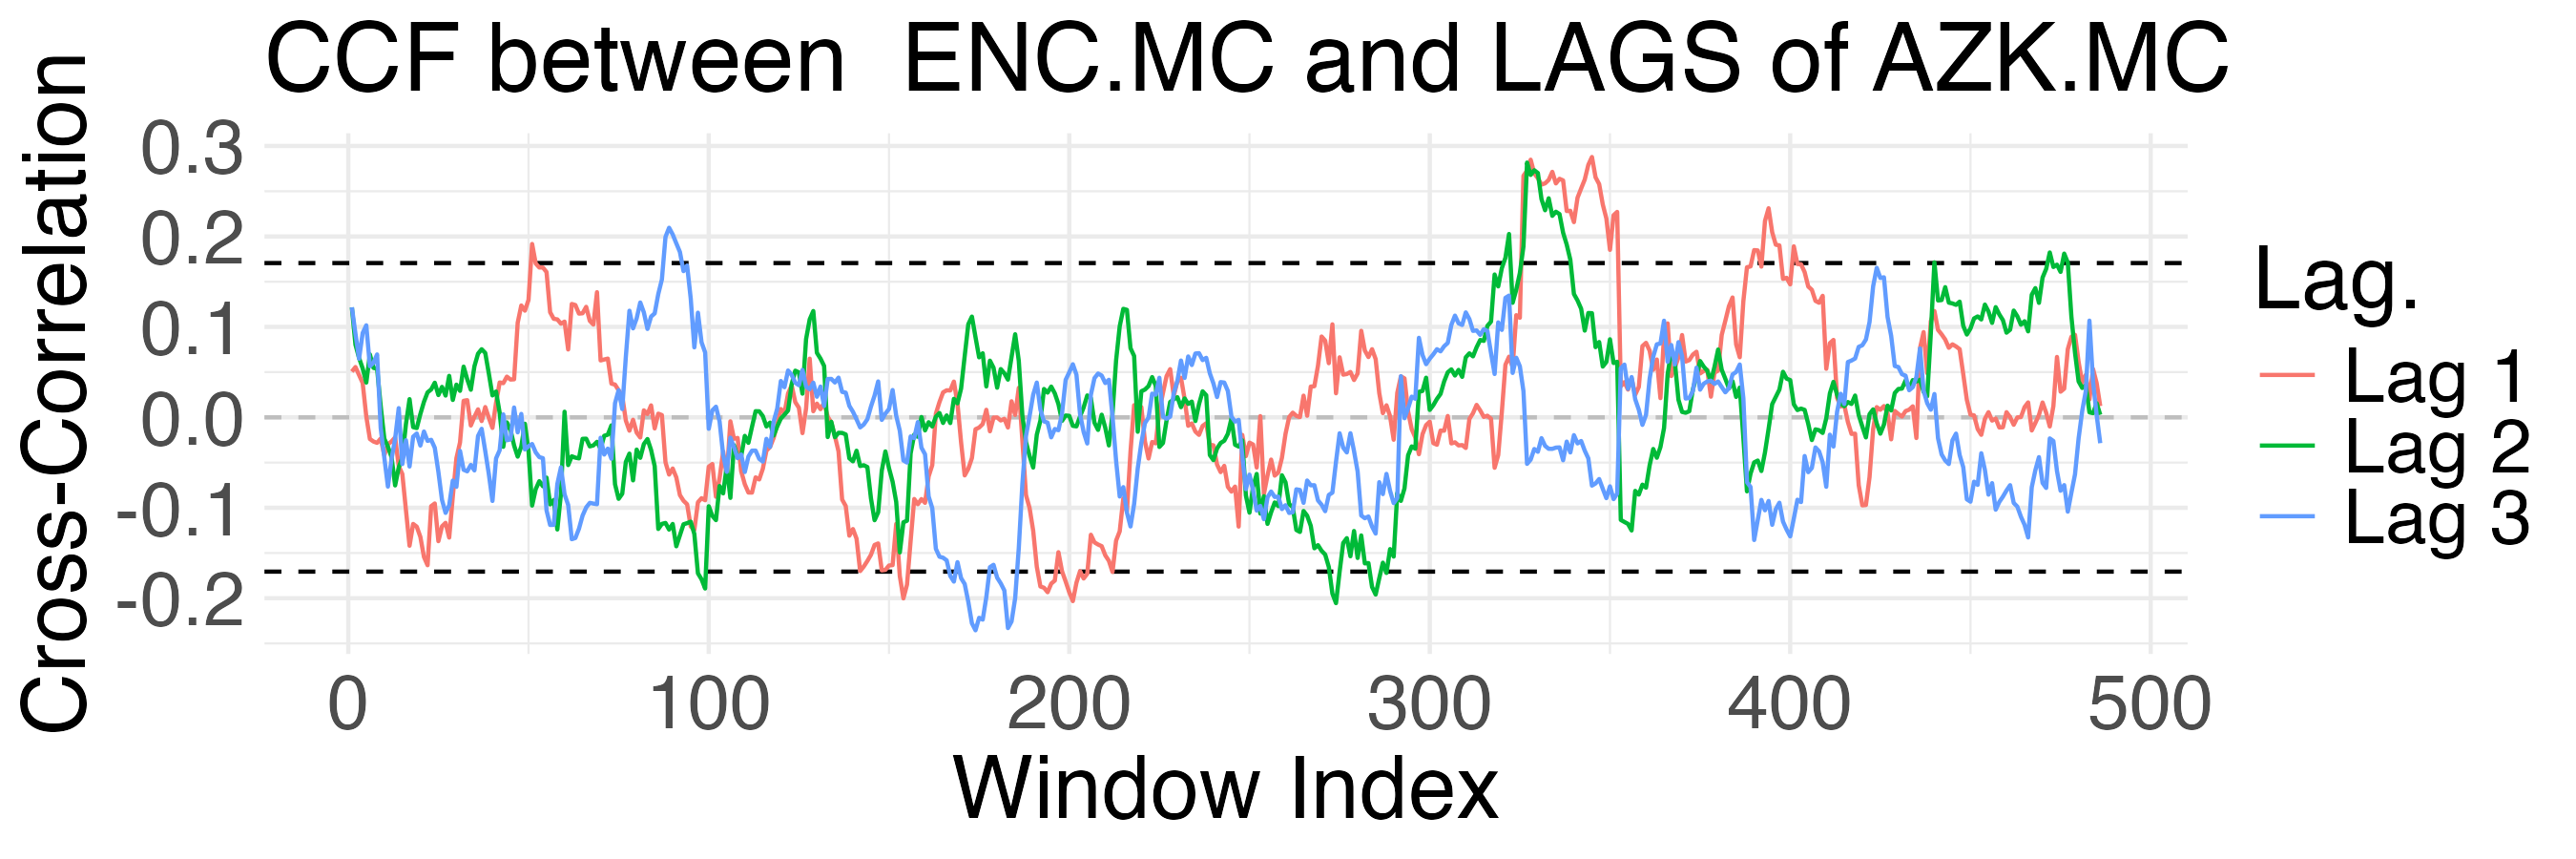 CCF between  ENC.MC and LAGS of AZK.MC
Cross-Correlation
0.3
0.2
0.1
0.0
-0.1
-0.2
0 100 200 300 400 500
Window Index
Lag.
Lag 1
Lag 2
Lag 3